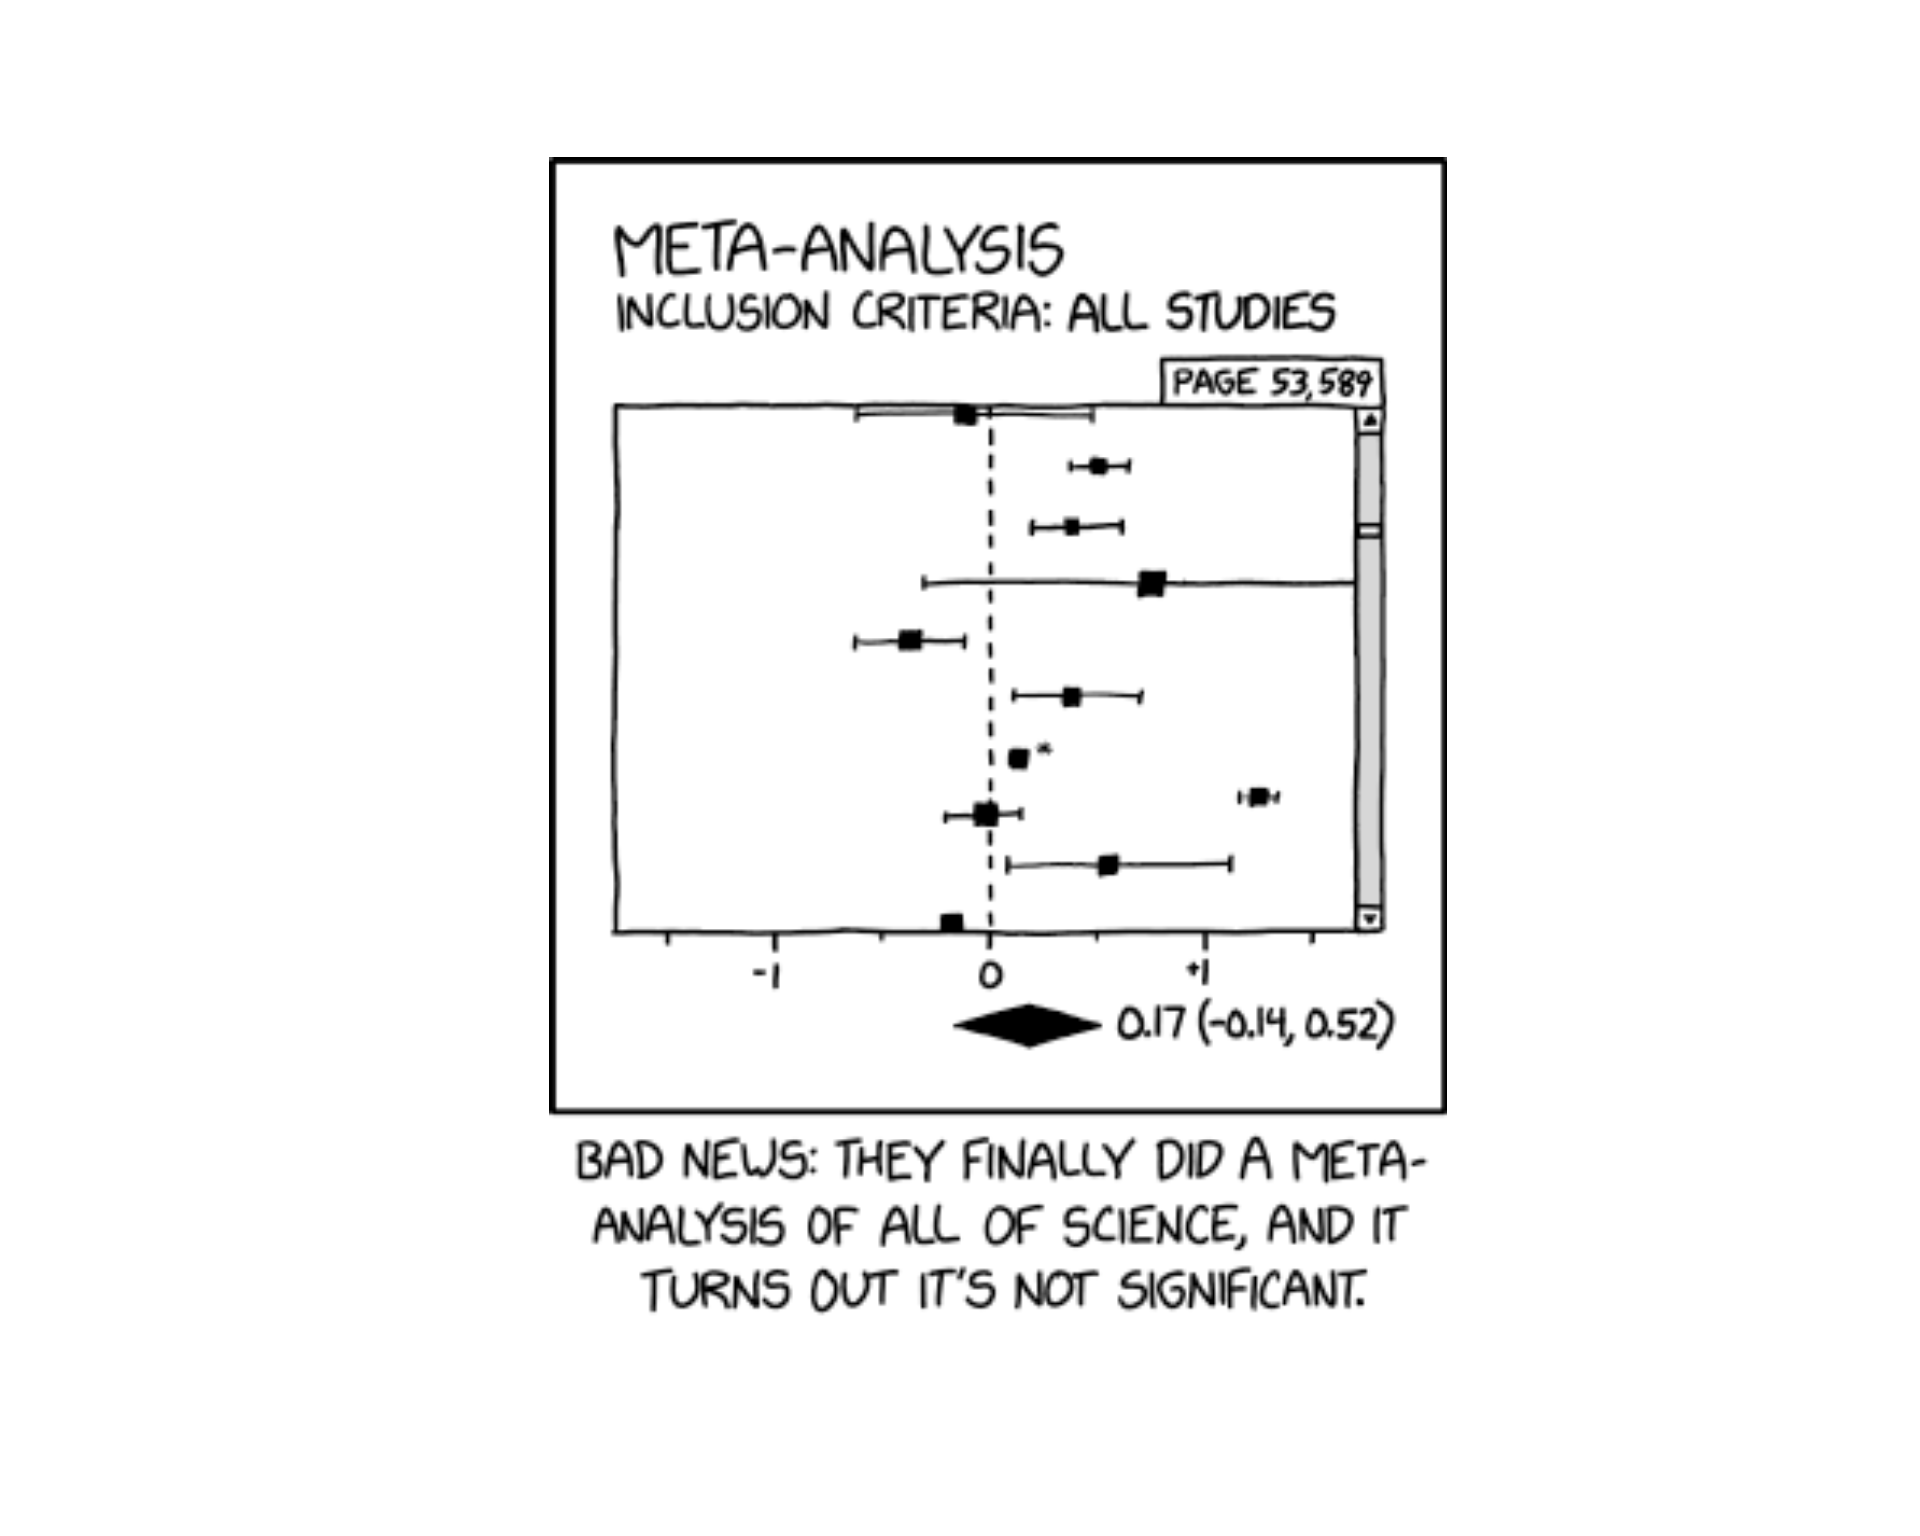 META-ANALYSIS
INCLUSION CRITERIA: ALL STUDIES
PAGE 53,589
*
-1 0 +1
0.17 (-0.14, 0.52)
BAD NEWS: THEY FINALLY DID A META-
ANALYSIS OF ALL OF SCIENCE, AND IT
TURNS OUT IT'S NOT SIGNIFICANT.